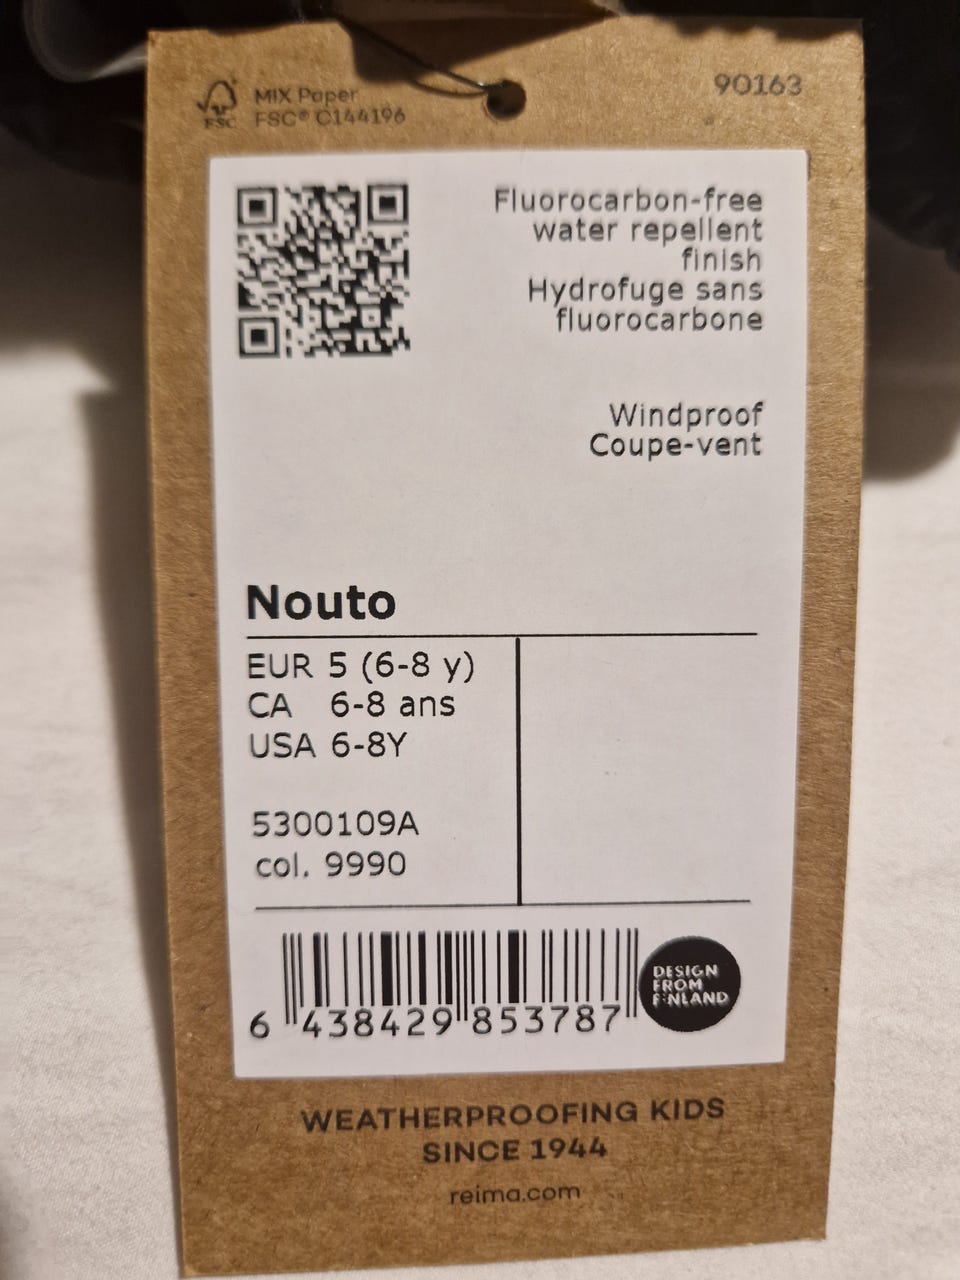 MIX Paper
FSC® C144196
FSC
90163
Fluorocarbon-free
water repellent
finish
Hydrofuge sans
fluorocarbone
Windproof
Coupe-vent
Nouto
EUR 5 (6-8 y)
CA 6-8 ans
USA 6-8Y
5300109A
col. 9990
6 438429 853787
DESIGN
FROM
FINLAND
WEATHERPROOFING KIDS
SINCE 1944
reima.com